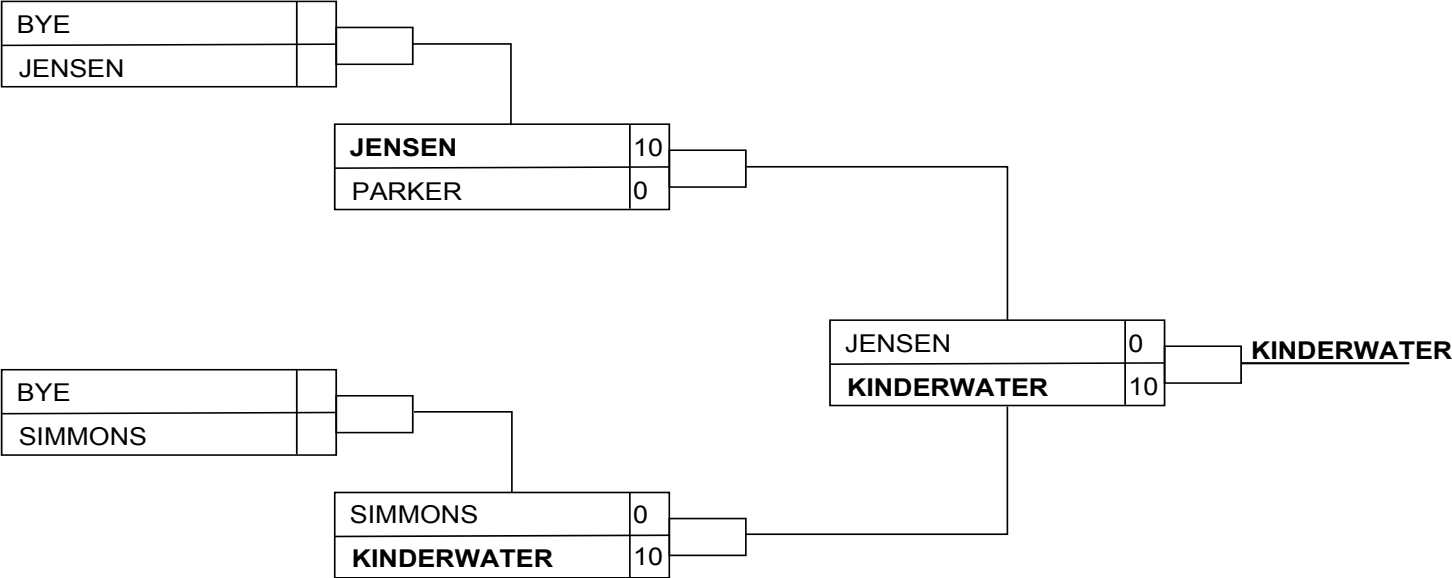 BYE
JENSEN
JENSEN 10
PARKER 0
JENSEN 0
KINDERWATER 10
KINDERWATER
BYE
SIMMONS
SIMMONS 0
KINDERWATER 10